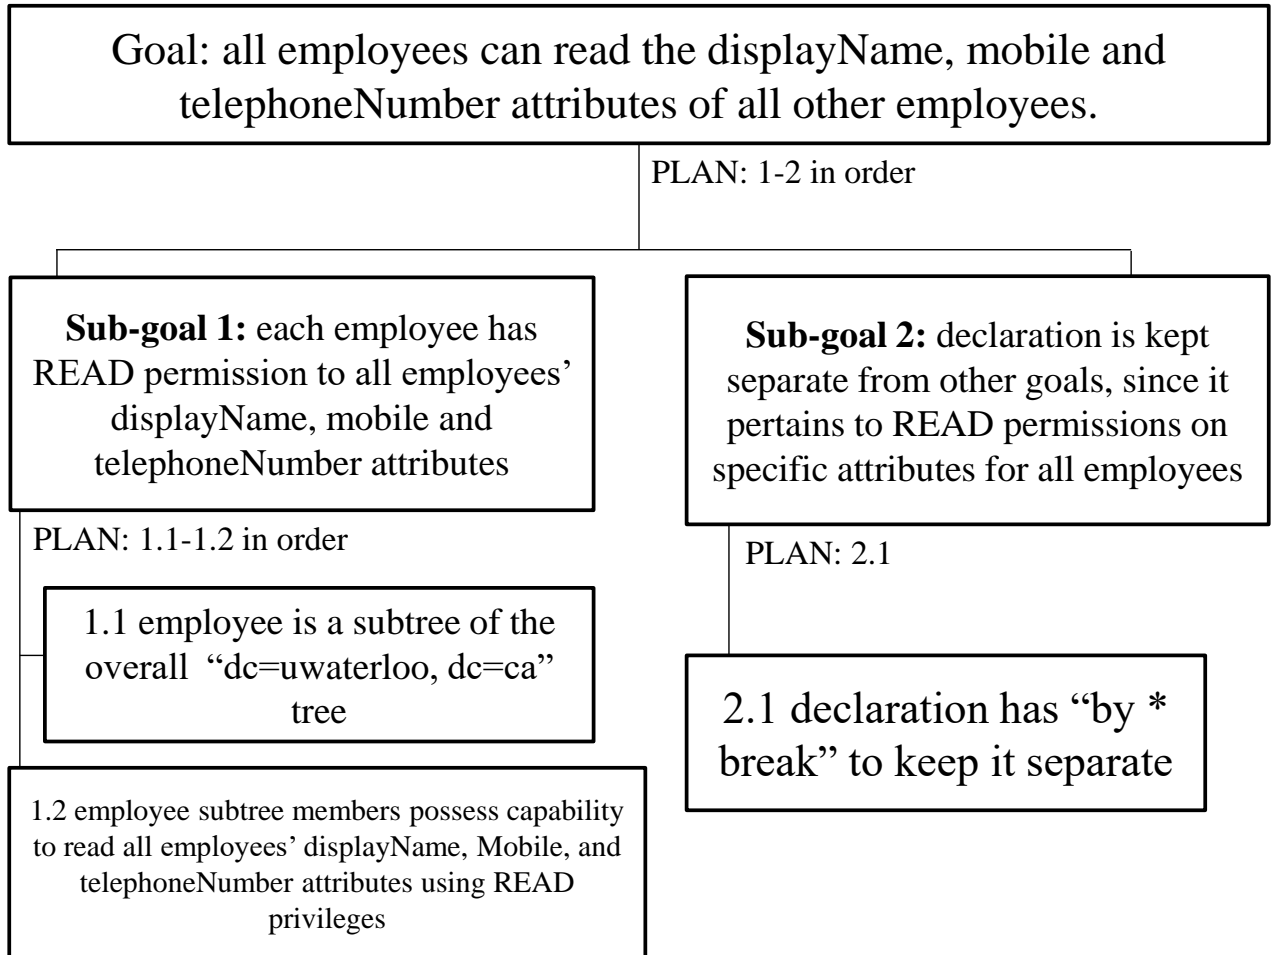 Goal: all employees can read the displayName, mobile and
telephoneNumber attributes of all other employees.
PLAN: 1-2 in order
Sub-goal 1: each employee has
READ permission to all employees’
displayName, mobile and
telephoneNumber attributes
Sub-goal 2: declaration is kept
separate from other goals, since it
pertains to READ permissions on
specific attributes for all employees
PLAN: 1.1-1.2 in order
PLAN: 2.1
1.1 employee is a subtree of the
overall “dc=uwaterloo, dc=ca”
tree
2.1 declaration has “by *
break” to keep it separate
1.2 employee subtree members possess capability
to read all employees’ displayName, Mobile, and
telephoneNumber attributes using READ
privileges